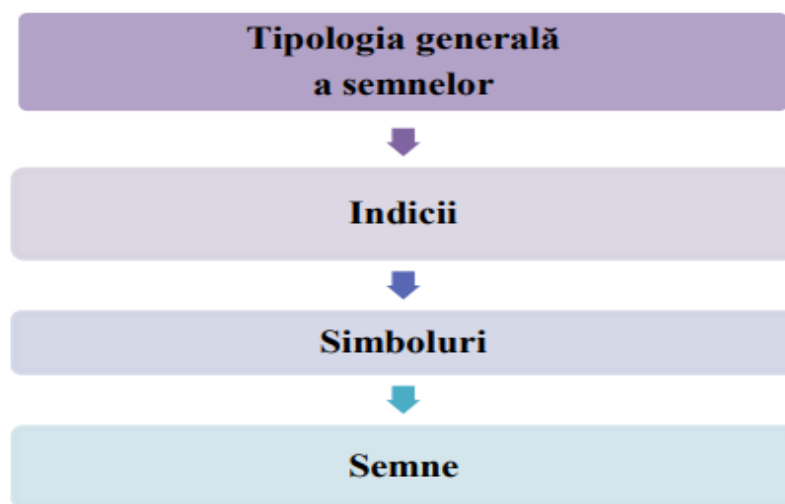 Tipologia generală
a semnelor
Indicii
Simboluri
Semne